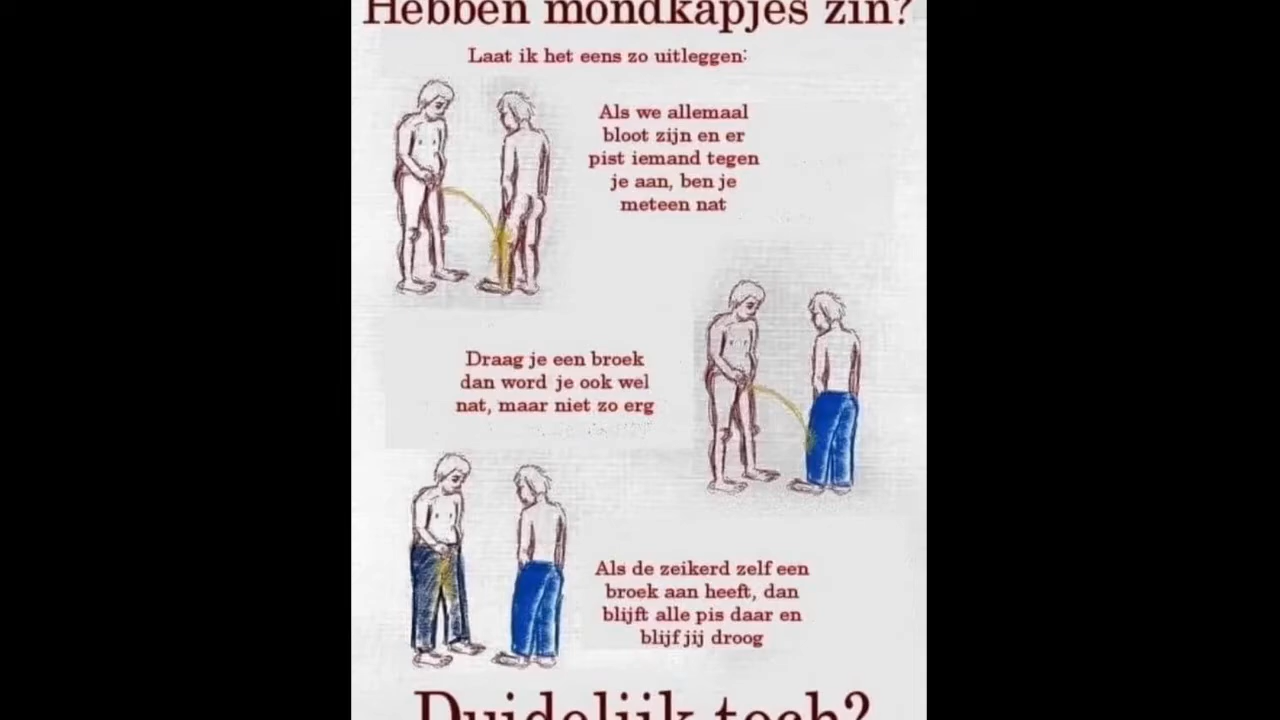 Hebben mondkapjes zin?
Laat ik het eens zo uitleggen:
Als we allemaal
bloot zijn en er
pist iemand tegen
je aan, ben je
meteen nat
Draag je een broek
dan word je ook wel
nat, maar niet zo erg
Als de zeikerd zelf een
broek aan heeft, dan
blijft alle pis daar en
blijf jij droog
Duidelijk toch?